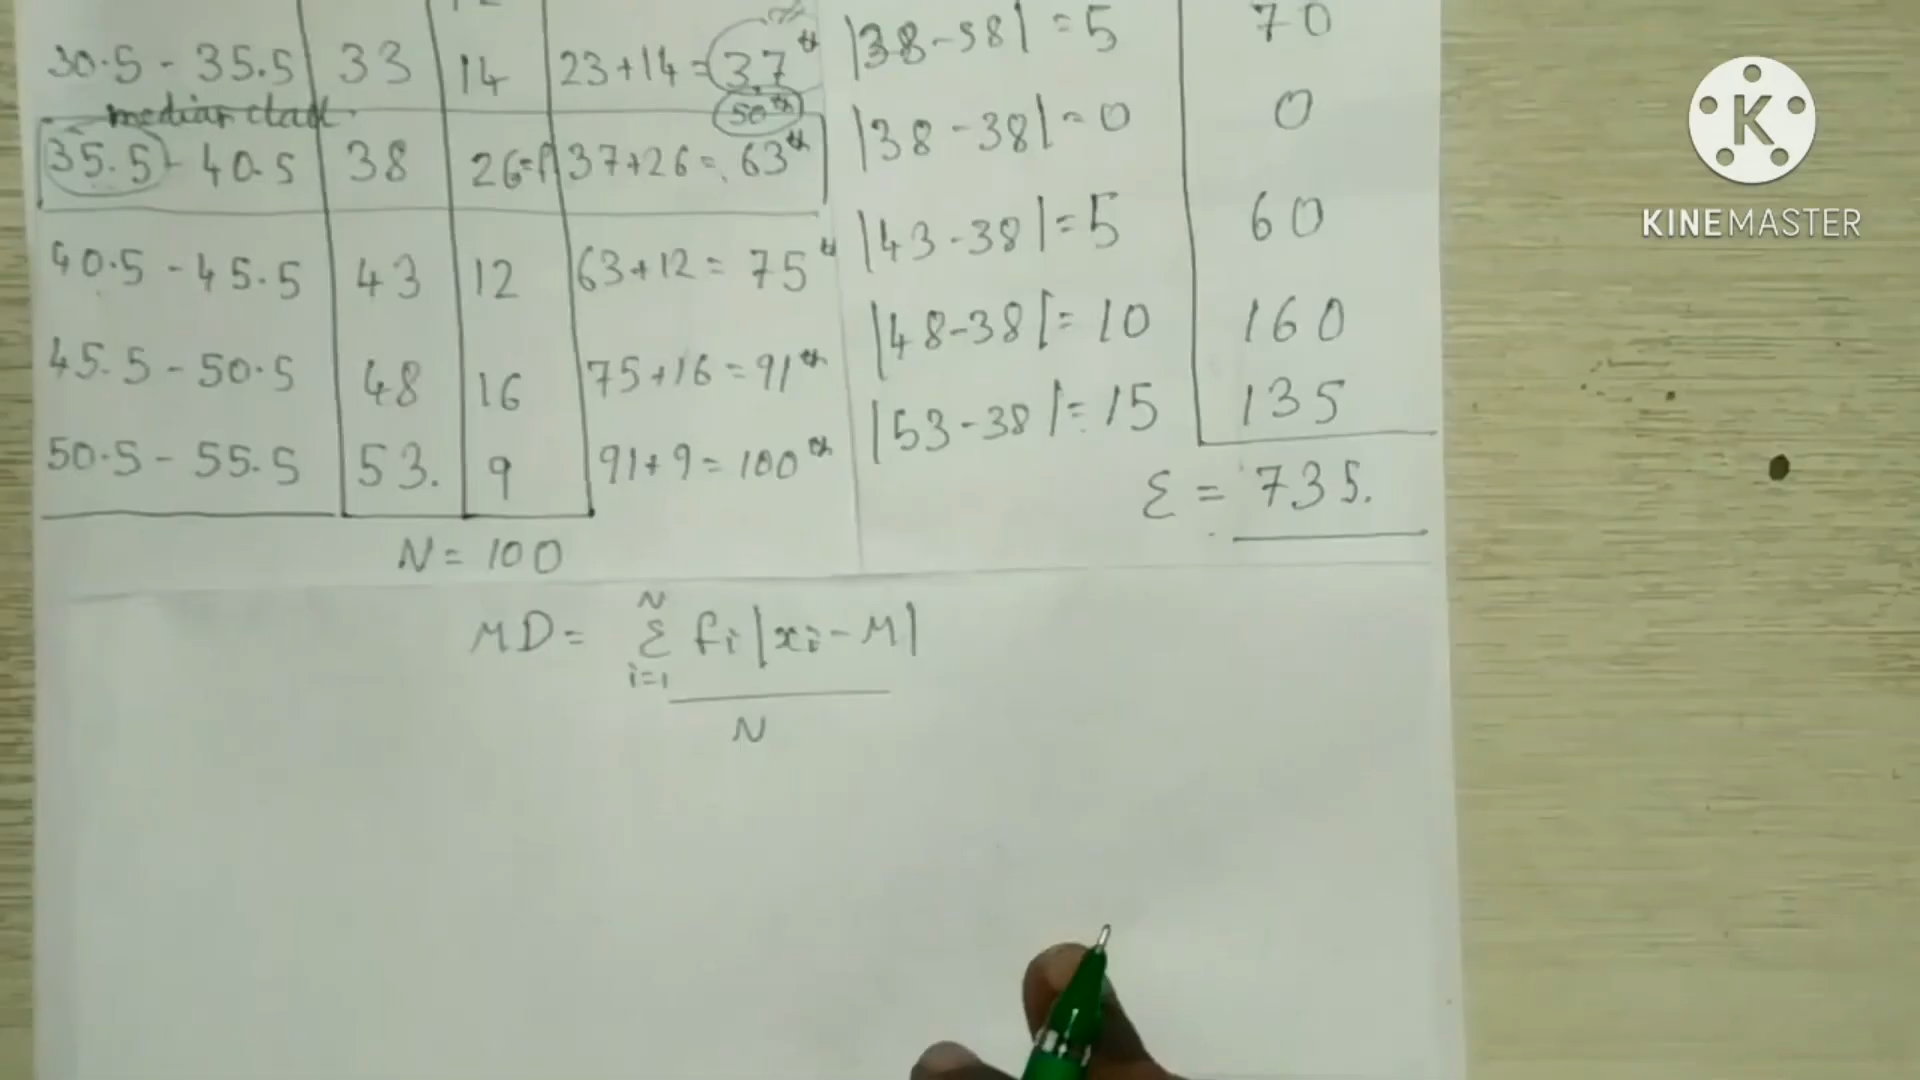 30.5 - 35.5 33 14 23+14 = 37th |38-38| = 5 70
median class 50th
35.5 - 40.5 38 26=f 37+26 = 63th |38-38| = 0 0
40.5 - 45.5 43 12 63+12 = 75th |43-38| = 5 60
45.5 - 50.5 48 16 75+16 = 91th |48-38| = 10 160
50.5 - 55.5 53. 9 91+9 = 100th |53-38| = 15 135
Σ = 735.
N = 100
MD = N Σ i=1 fi |xi - M|
N
K
KINEMASTER